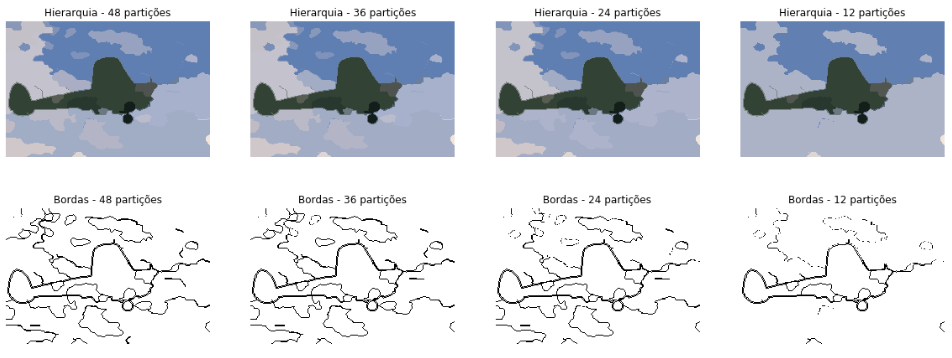 Hierarquia - 48 partições
Hierarquia - 36 partições
Hierarquia - 24 partições
Hierarquia - 12 partições
Bordas - 48 partições
Bordas - 36 partições
Bordas - 24 partições
Bordas - 12 partições